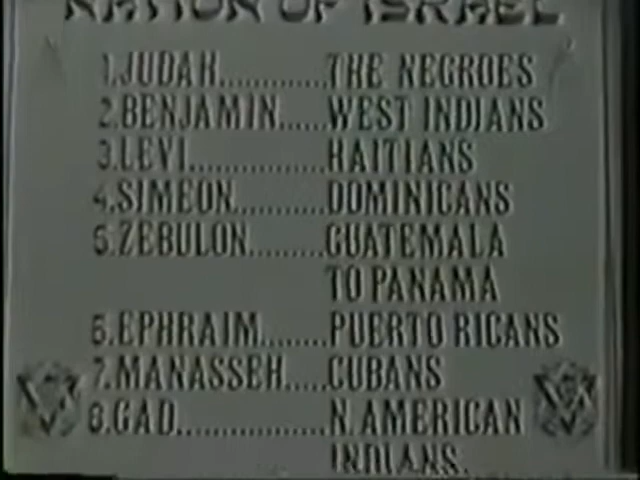 NATION OF ISRAEL
1.JUDAH............THE NEGROES
2.BENJAMIN.....WEST INDIANS
3.LEVI................HAITIANS
4.SIMEON..........DOMINICANS
5.ZEBULON........GUATEMALA
TO PANAMA
6.EPHRAIM........PUERTO RICANS
7.MANASSEH.....CUBANS
8.GAD.................N.AMERICAN
INDIANS.